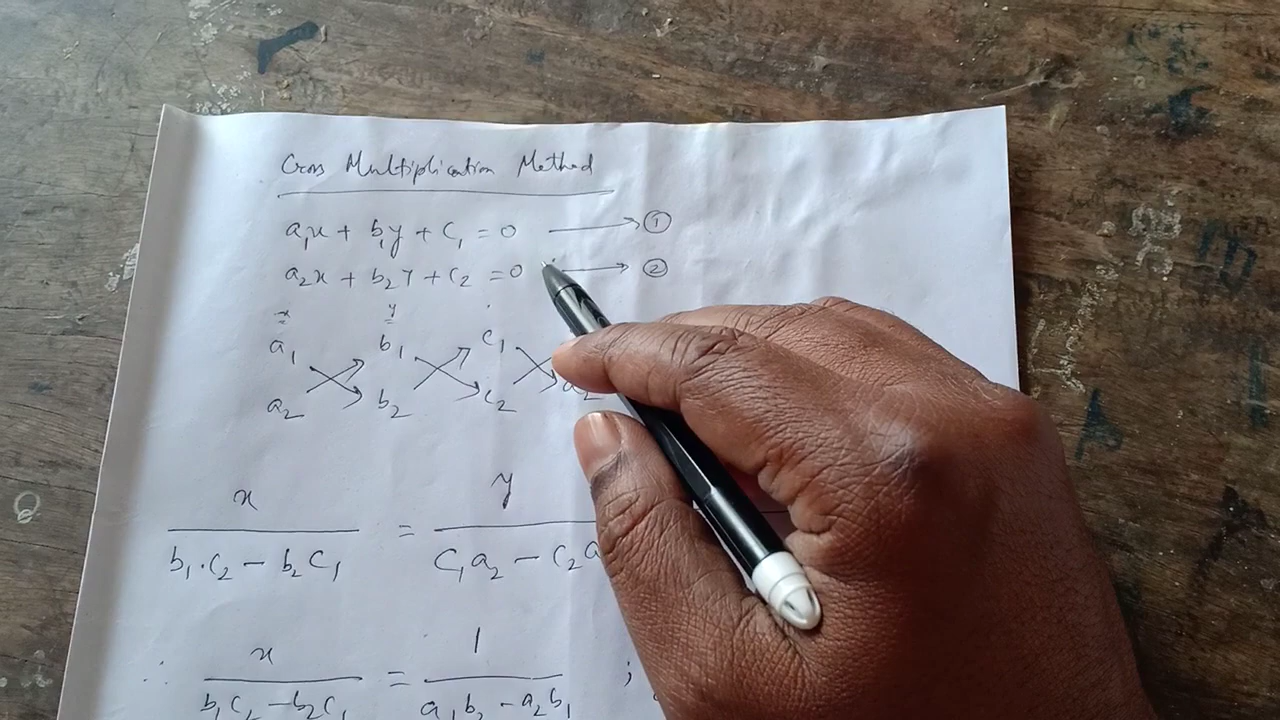 Cross Multiplication Method
a₁x + b₁y + c₁ = 0 → ①
a₂x + b₂y + c₂ = 0 → ②
x y
a₁ b₁ c₁
a₂ b₂ c₂ a₂
x / (b₁·c₂ − b₂c₁) = y / (c₁a₂ − c₂a
∴ x / (b₁c₂ − b₂c₁) = 1 / (a₁b₂ − a₂b₁) ;